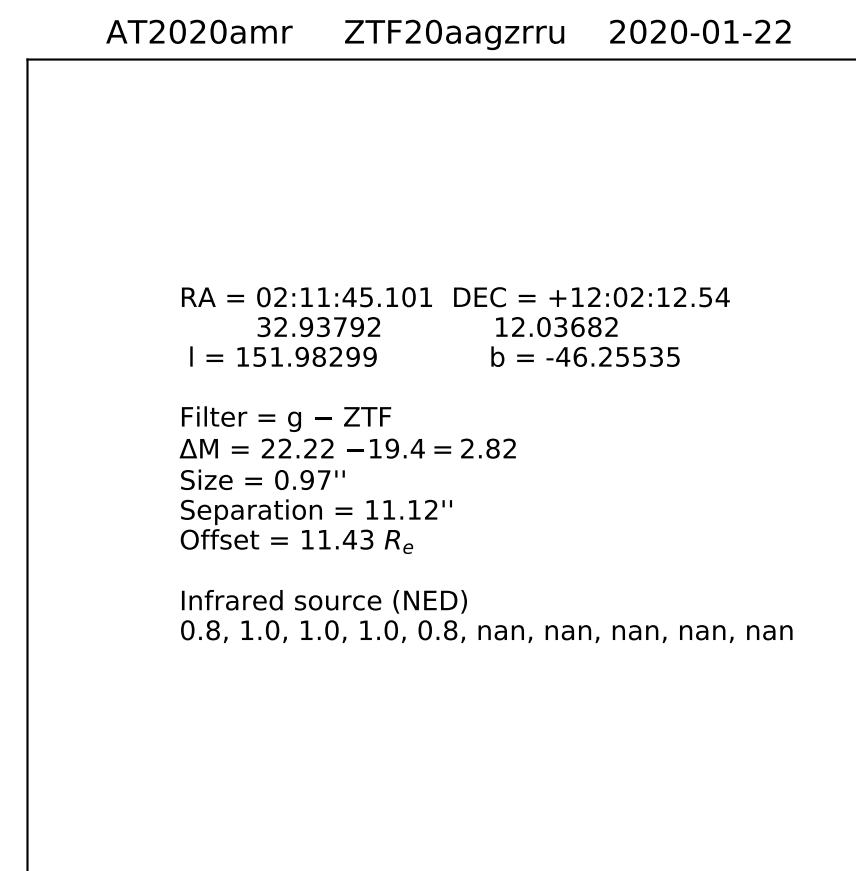 AT2020amr ZTF20aagzrru 2020-01-22
RA = 02:11:45.101 DEC = +12:02:12.54
32.93792 12.03682
l = 151.98299 b = -46.25535
Filter = g − ZTF
ΔM = 22.22 −19.4 = 2.82
Size = 0.97''
Separation = 11.12''
Offset = 11.43 Re
Infrared source (NED)
0.8, 1.0, 1.0, 1.0, 0.8, nan, nan, nan, nan, nan